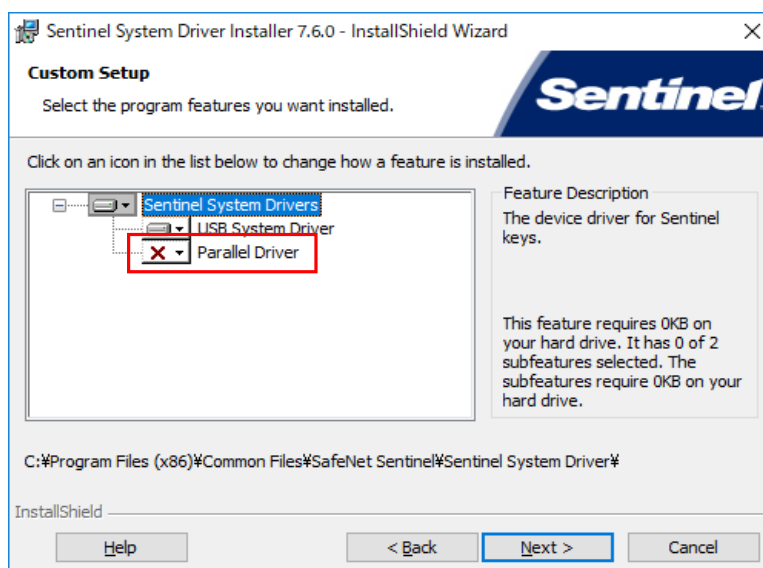 Sentinel System Driver Installer 7.6.0 - InstallShield Wizard
Custom Setup
Select the program features you want installed.
Sentinel
Click on an icon in the list below to change how a feature is installed.
Sentinel System Drivers
USB System Driver
Parallel Driver
Feature Description
The device driver for Sentinel
keys.
This feature requires 0KB on
your hard drive. It has 0 of 2
subfeatures selected. The
subfeatures require 0KB on your
hard drive.
C:¥Program Files (x86)¥Common Files¥SafeNet Sentinel¥Sentinel System Driver¥
InstallShield
Help
< Back
Next >
Cancel